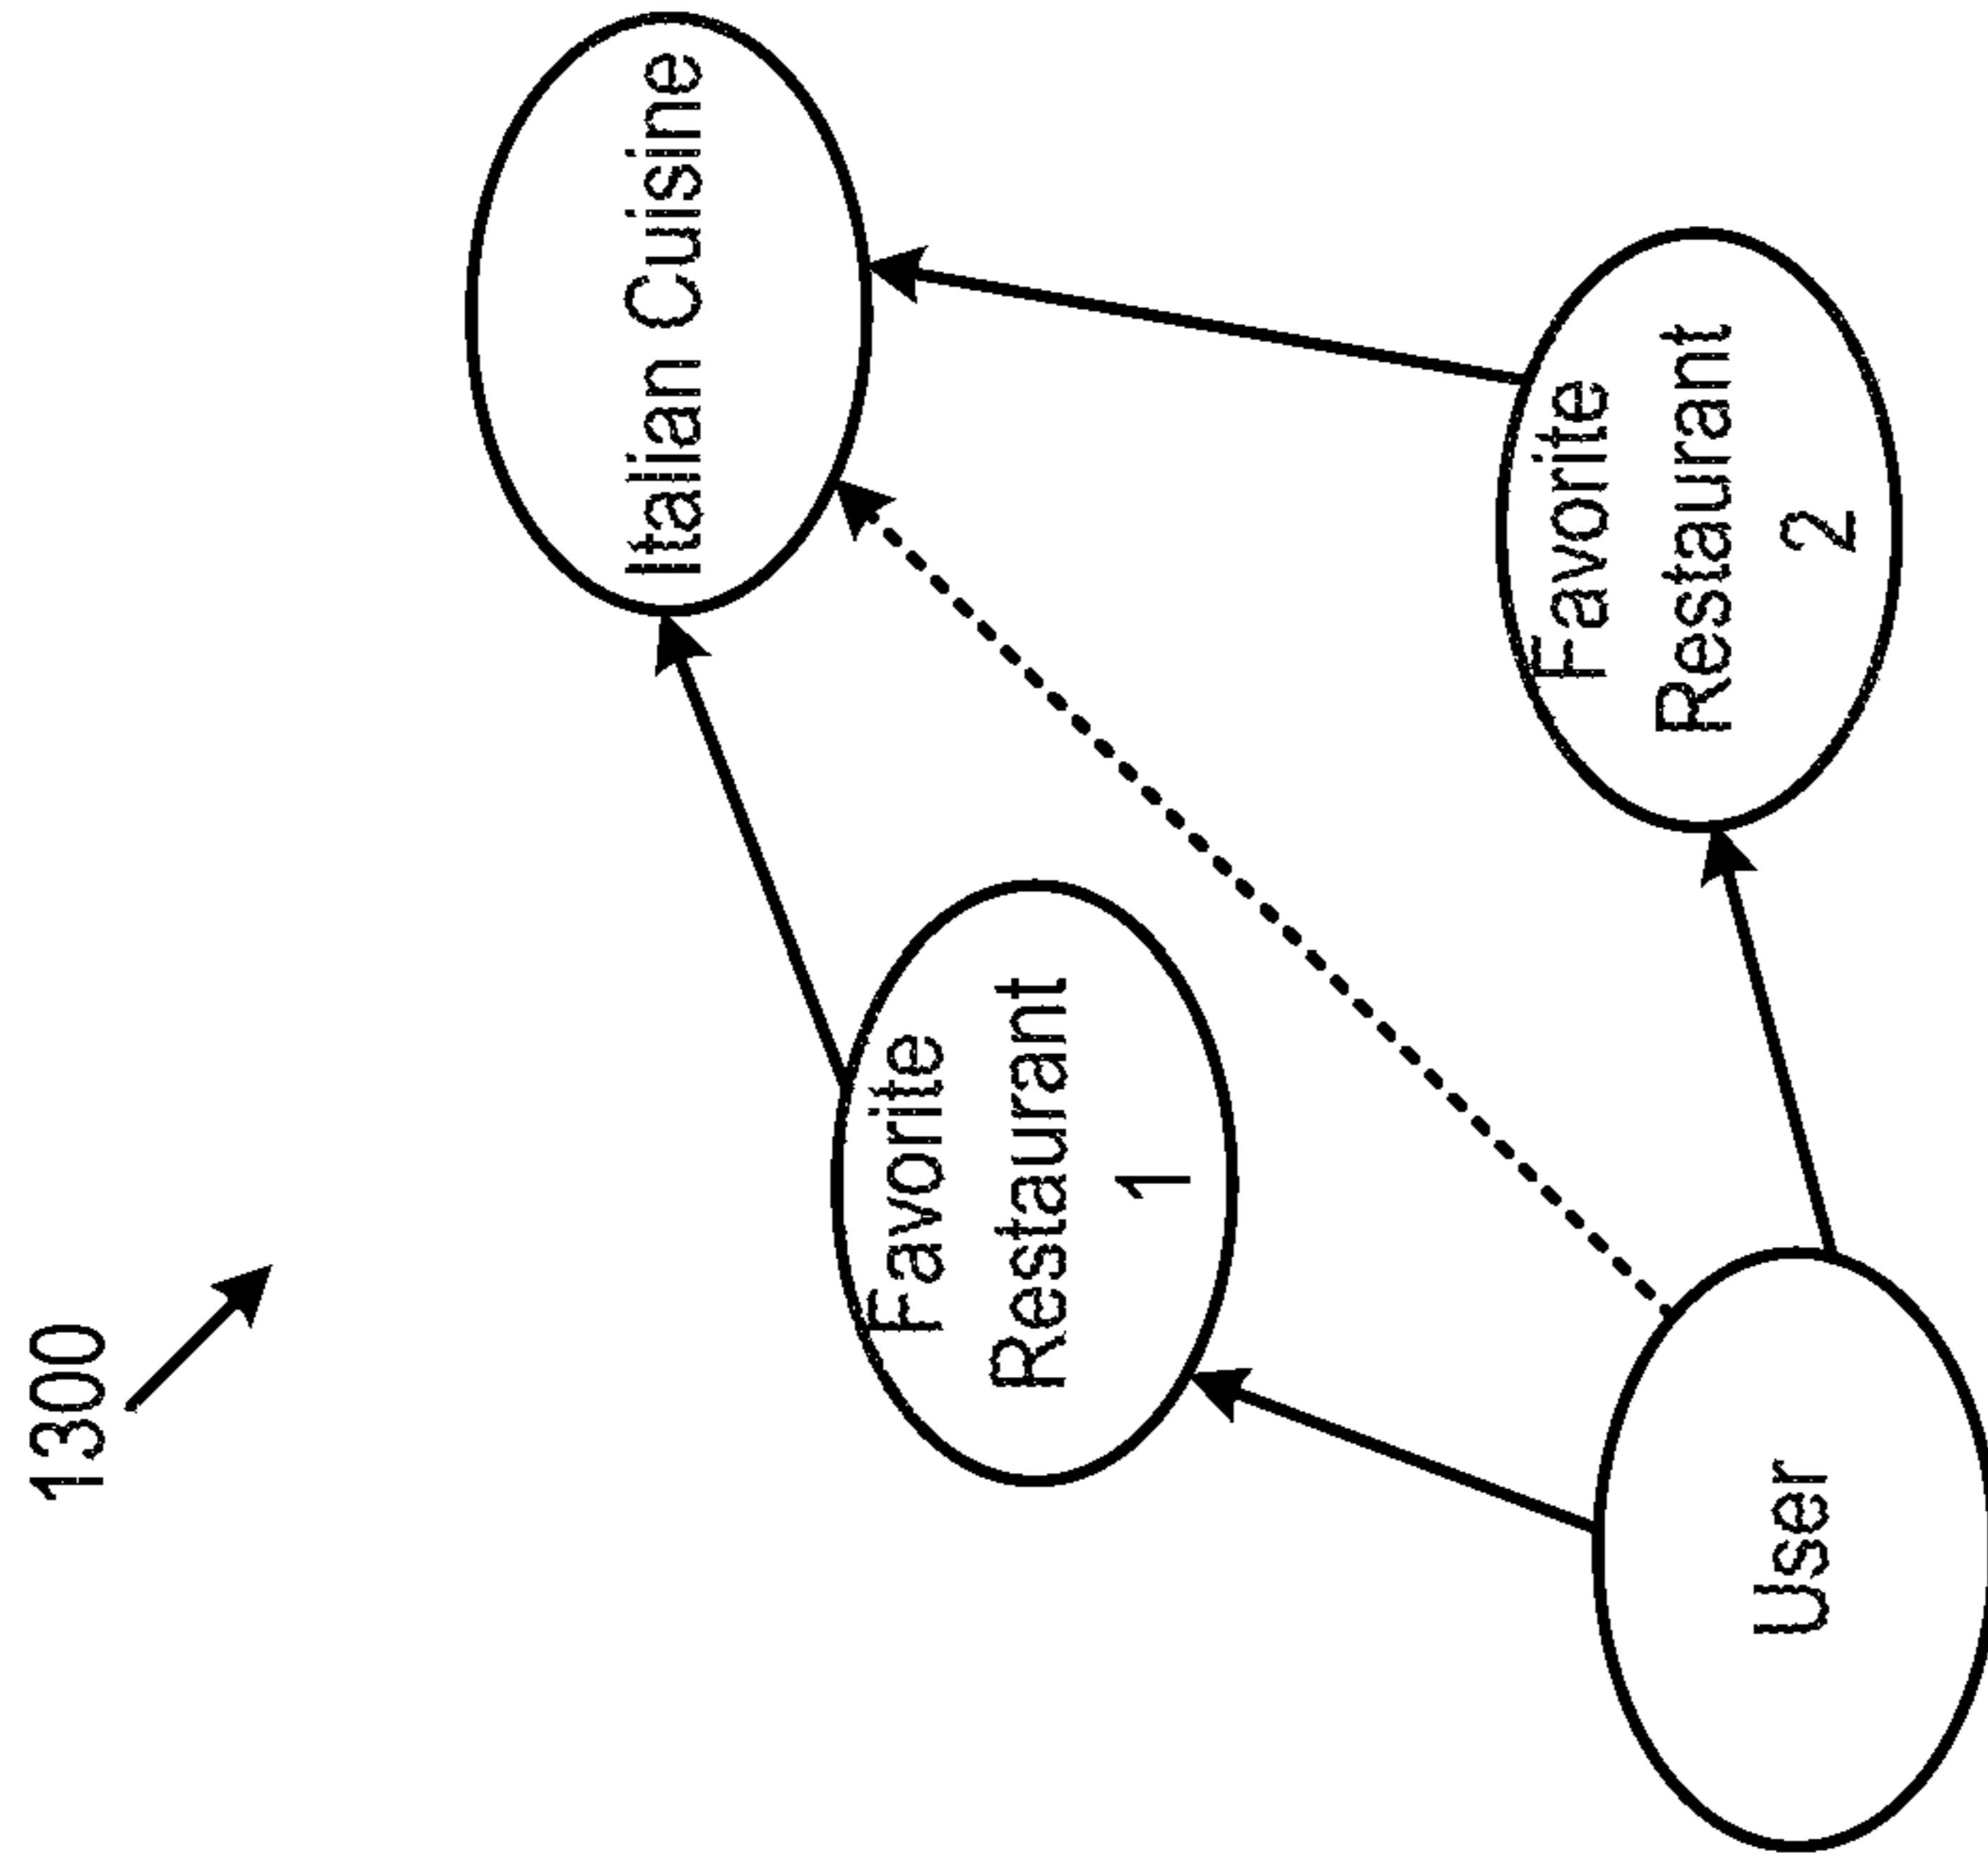 1300
Italian Cuisine
Favorite
Restaurant
1
Favorite
Restaurant
2
User